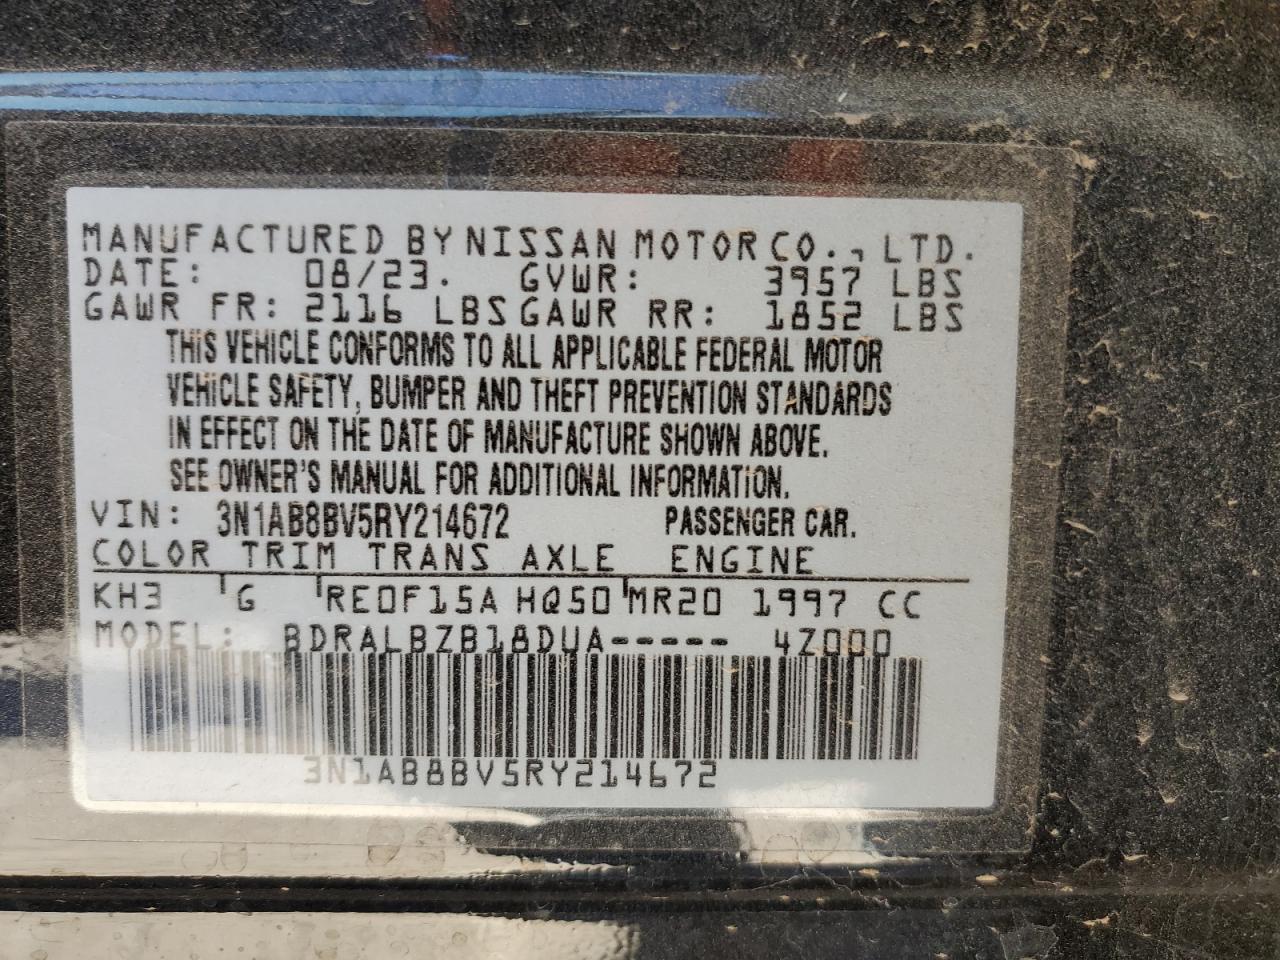 MANUFACTURED BY NISSAN MOTOR CO., LTD.
DATE: 08/23. GVWR: 3957 LBS
GAWR FR: 2116 LBS GAWR RR: 1852 LBS
THIS VEHICLE CONFORMS TO ALL APPLICABLE FEDERAL MOTOR
VEHICLE SAFETY, BUMPER AND THEFT PREVENTION STANDARDS
IN EFFECT ON THE DATE OF MANUFACTURE SHOWN ABOVE.
SEE OWNER'S MANUAL FOR ADDITIONAL INFORMATION.
VIN: 3N1AB8BV5RY214672 PASSENGER CAR.
COLOR TRIM TRANS AXLE ENGINE
KH3 G RE0F15A HQ50 MR20 1997 CC
MODEL: BDRALBZB18DUA----- 4Z000
3N1AB8BV5RY214672